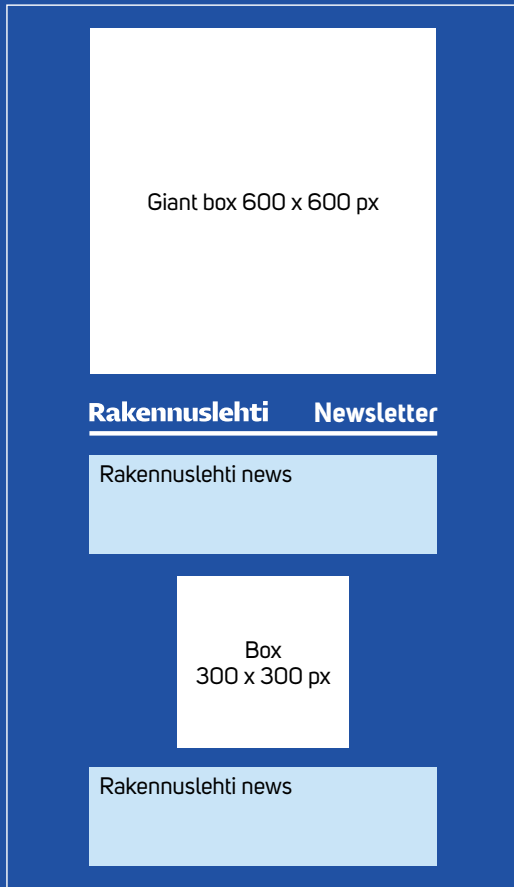 Giant box 600 x 600 px
Rakennuslehti Newsletter
Rakennuslehti news
Box
300 x 300 px
Rakennuslehti news